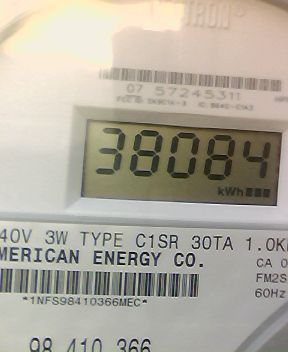 TRON
07 57245311
38084
kWh
40V 3W TYPE C1SR 30TA 1.0K
MERICAN ENERGY CO.
CA 0
FM2S
*1NFS98410366MEC*
60Hz
98 410 366